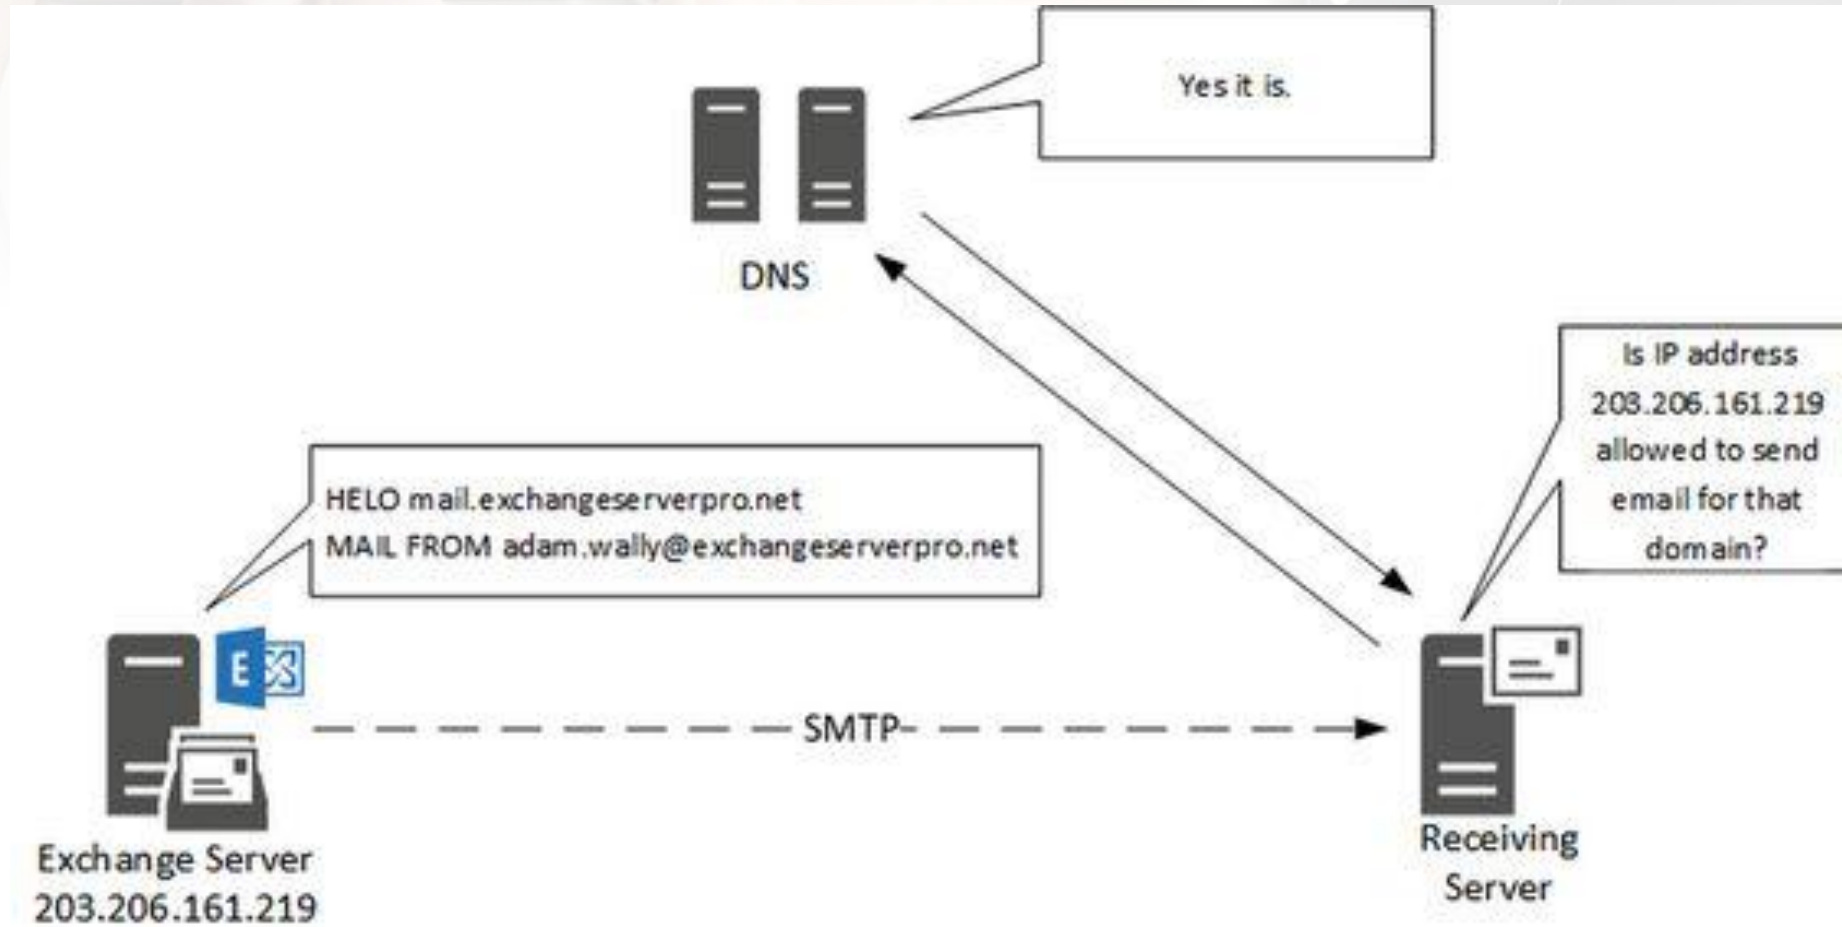 Yes it is.
DNS
Is IP address
203.206.161.219
allowed to send
email for that
domain?
HELO mail.exchangeserverpro.net
MAIL FROM adam.wally@exchangeserverpro.net
E
SMTP
Exchange Server
203.206.161.219
Receiving
Server